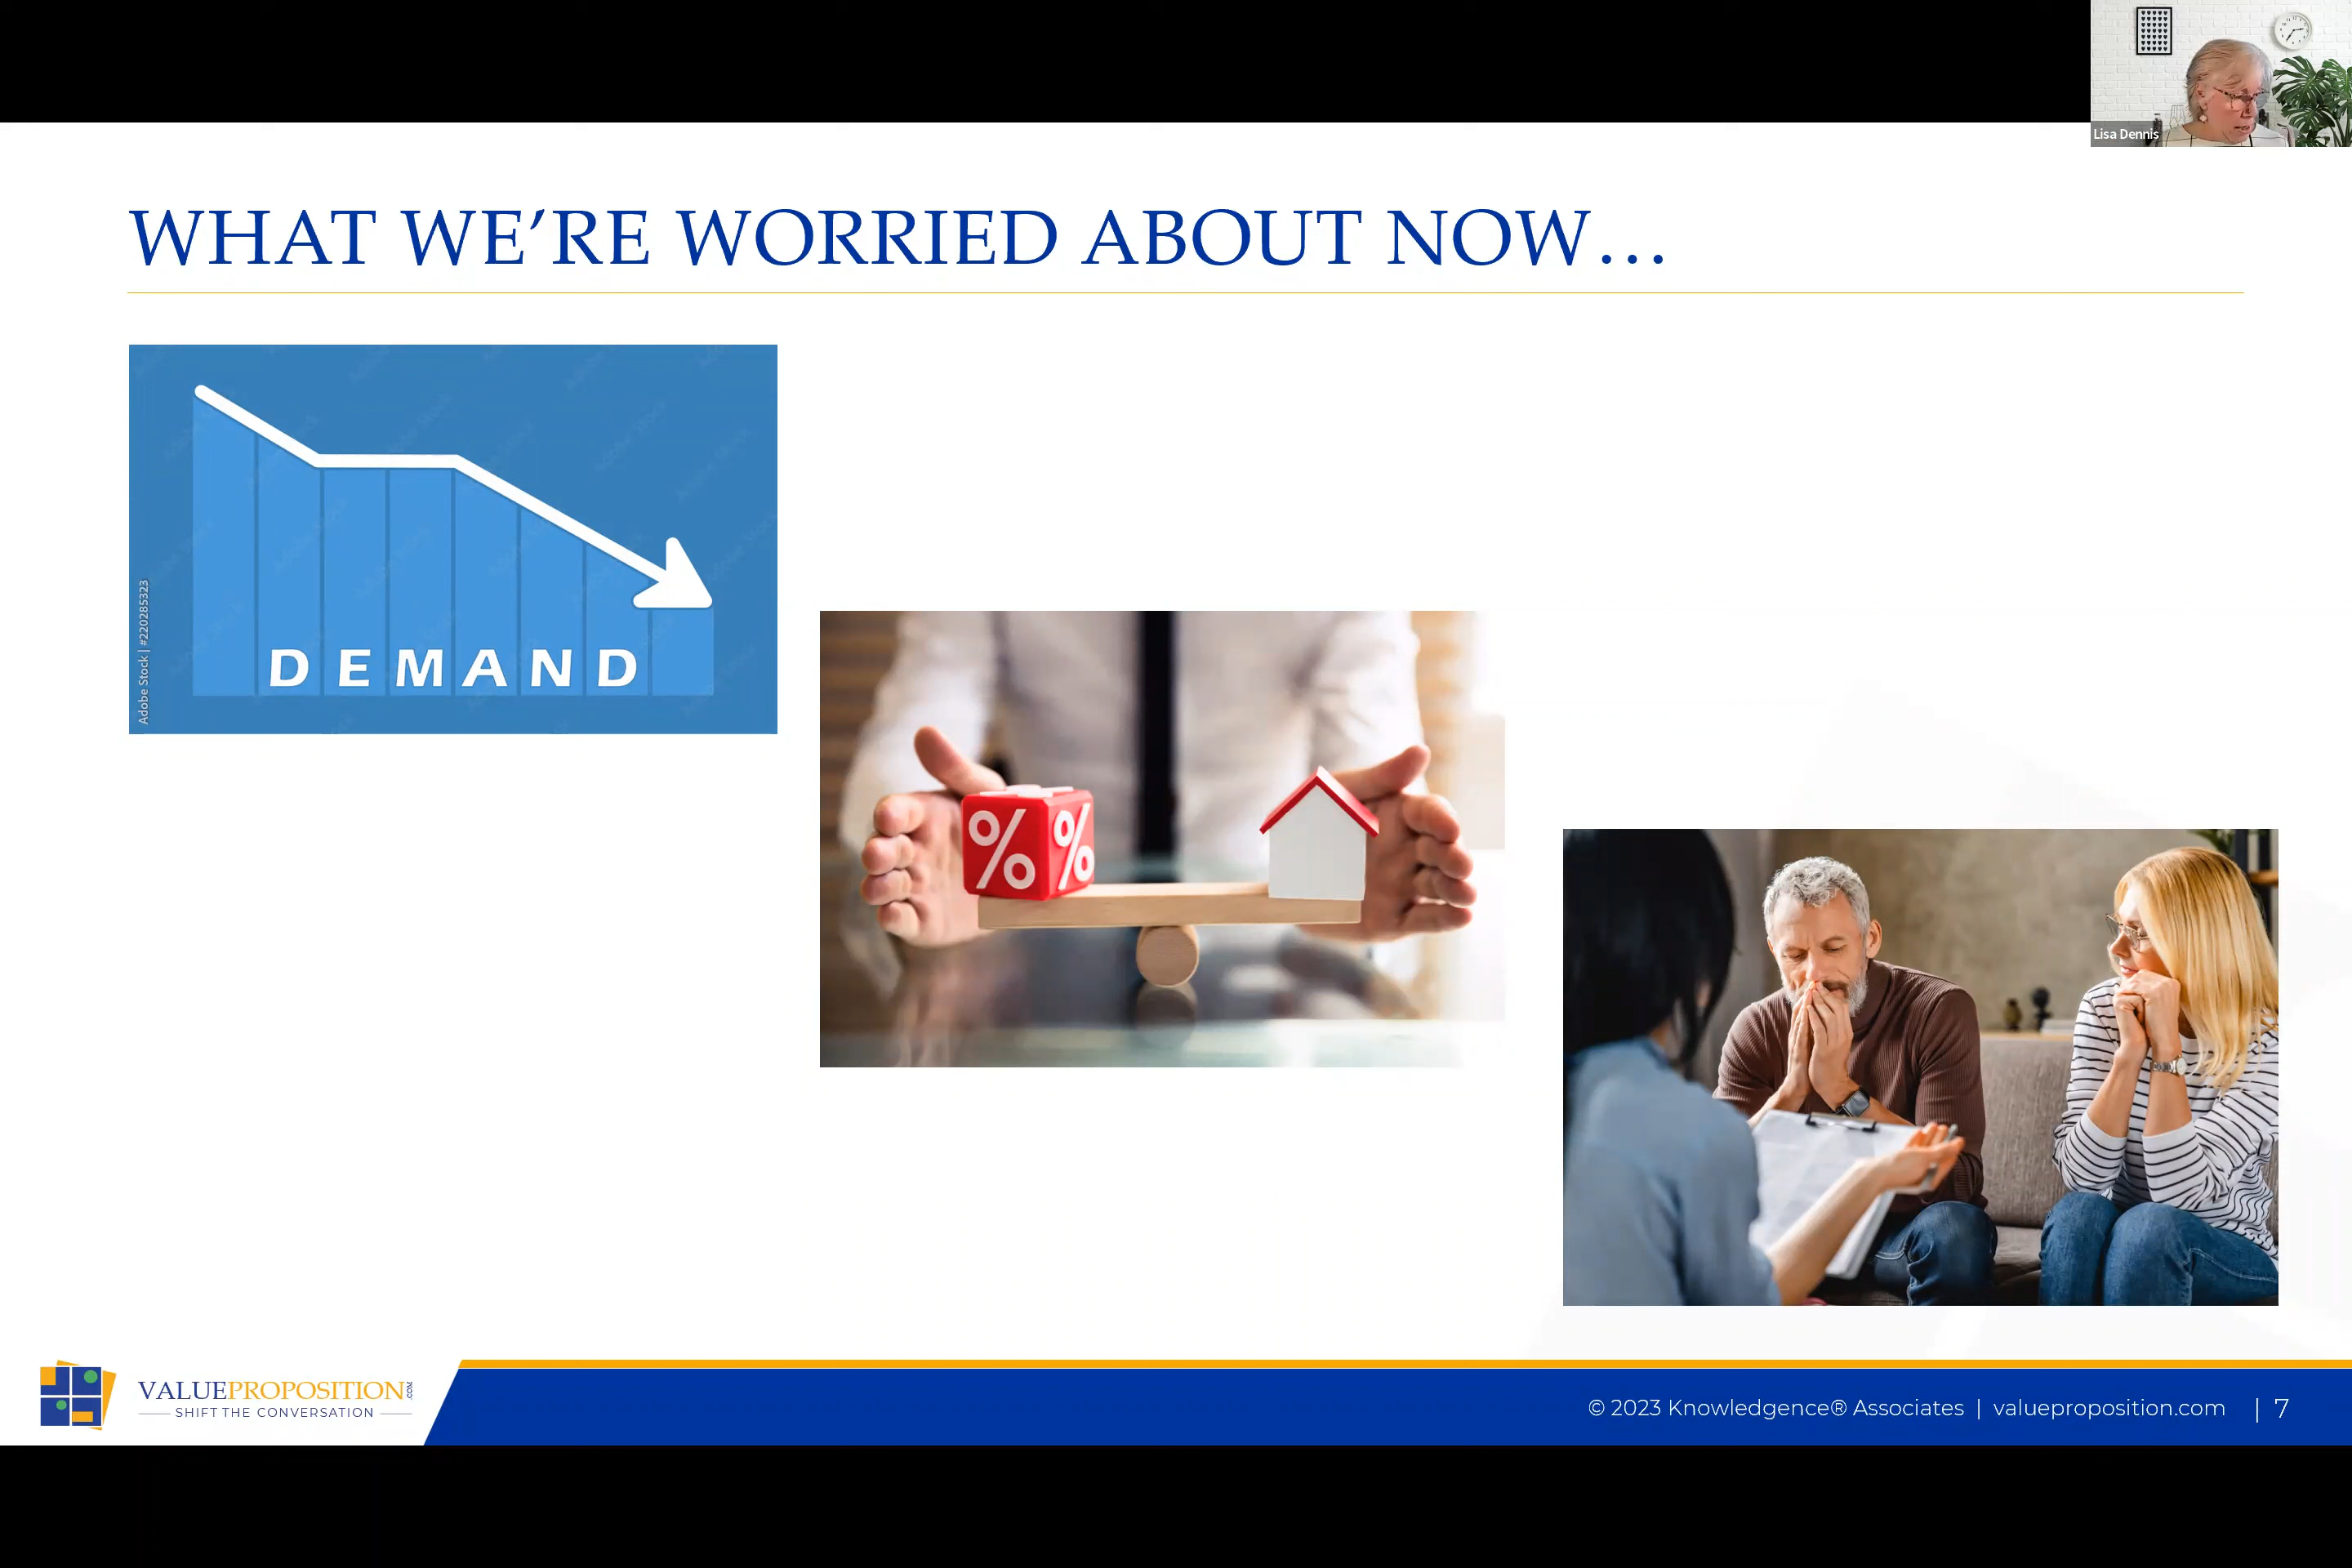 Lisa Dennis
WHAT WE'RE WORRIED ABOUT NOW...
DEMAND
Adobe Stock | #220285323
% %
VALUEPROPOSITION.COM
SHIFT THE CONVERSATION
© 2023 Knowledgence® Associates | valueproposition.com | 7